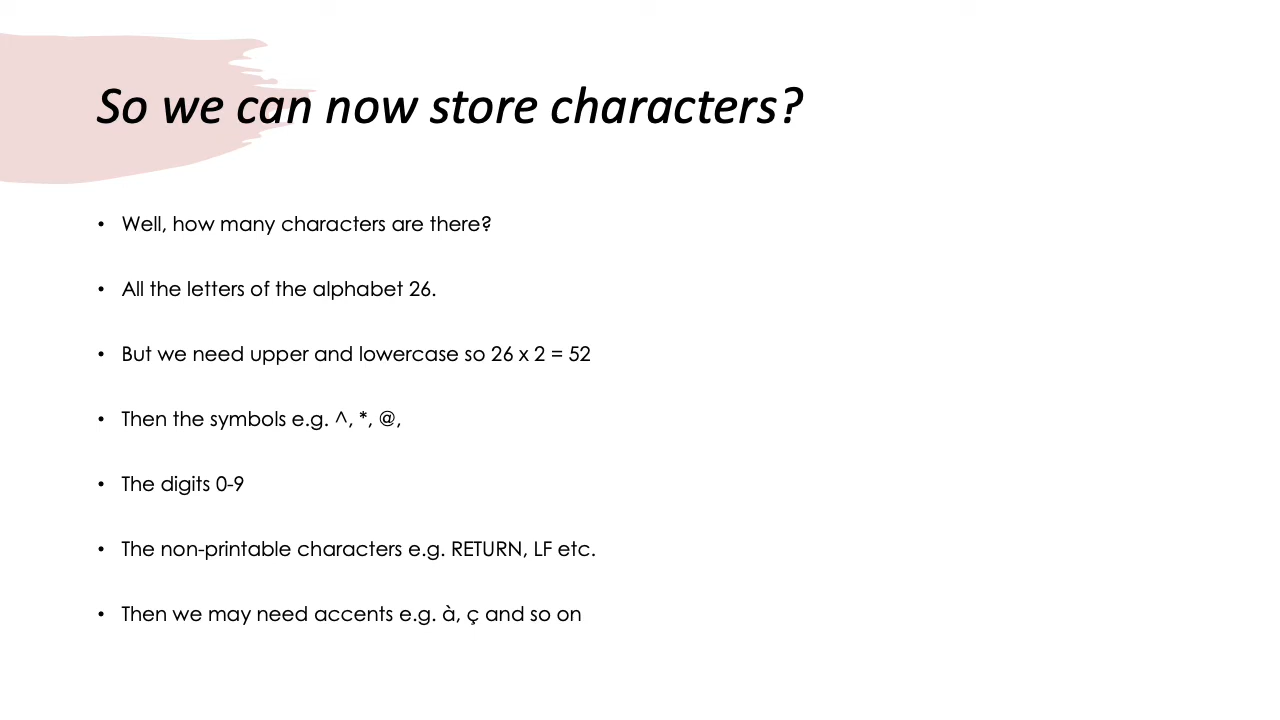 So we can now store characters?
• Well, how many characters are there?
• All the letters of the alphabet 26.
• But we need upper and lowercase so 26 x 2 = 52
• Then the symbols e.g. ^, *, @,
• The digits 0-9
• The non-printable characters e.g. RETURN, LF etc.
• Then we may need accents e.g. à, ç and so on